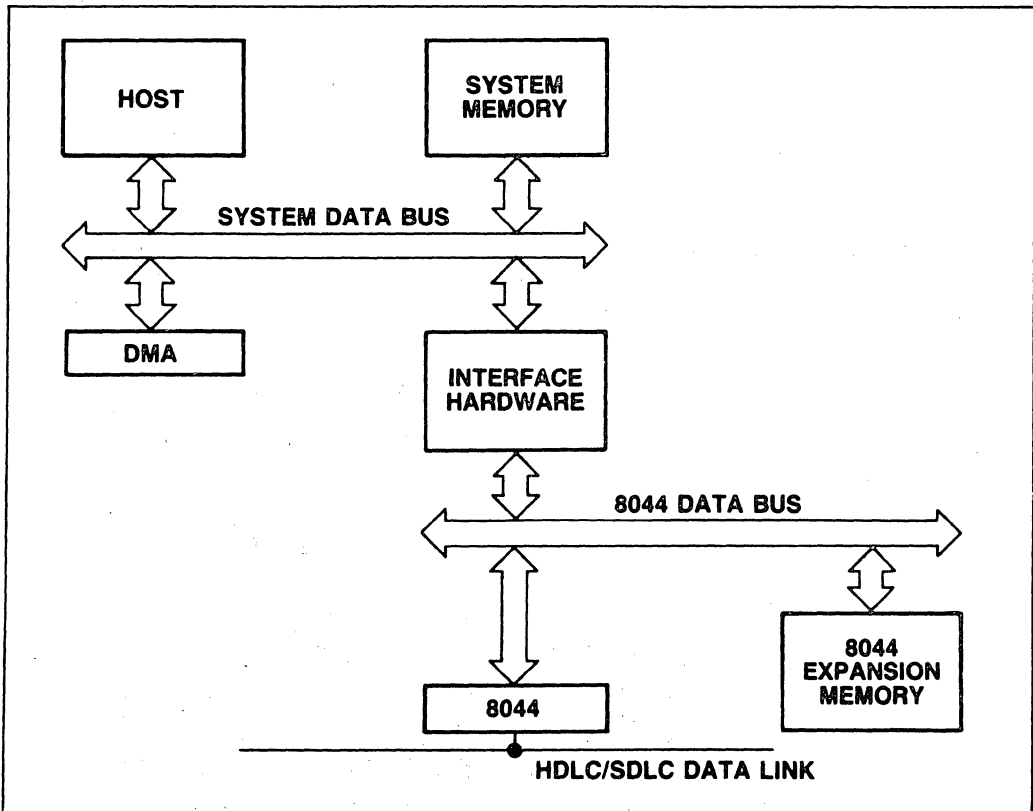 HOST
SYSTEM
MEMORY
SYSTEM DATA BUS
DMA
INTERFACE
HARDWARE
8044 DATA BUS
8044
EXPANSION
MEMORY
8044
HDLC/SDLC DATA LINK